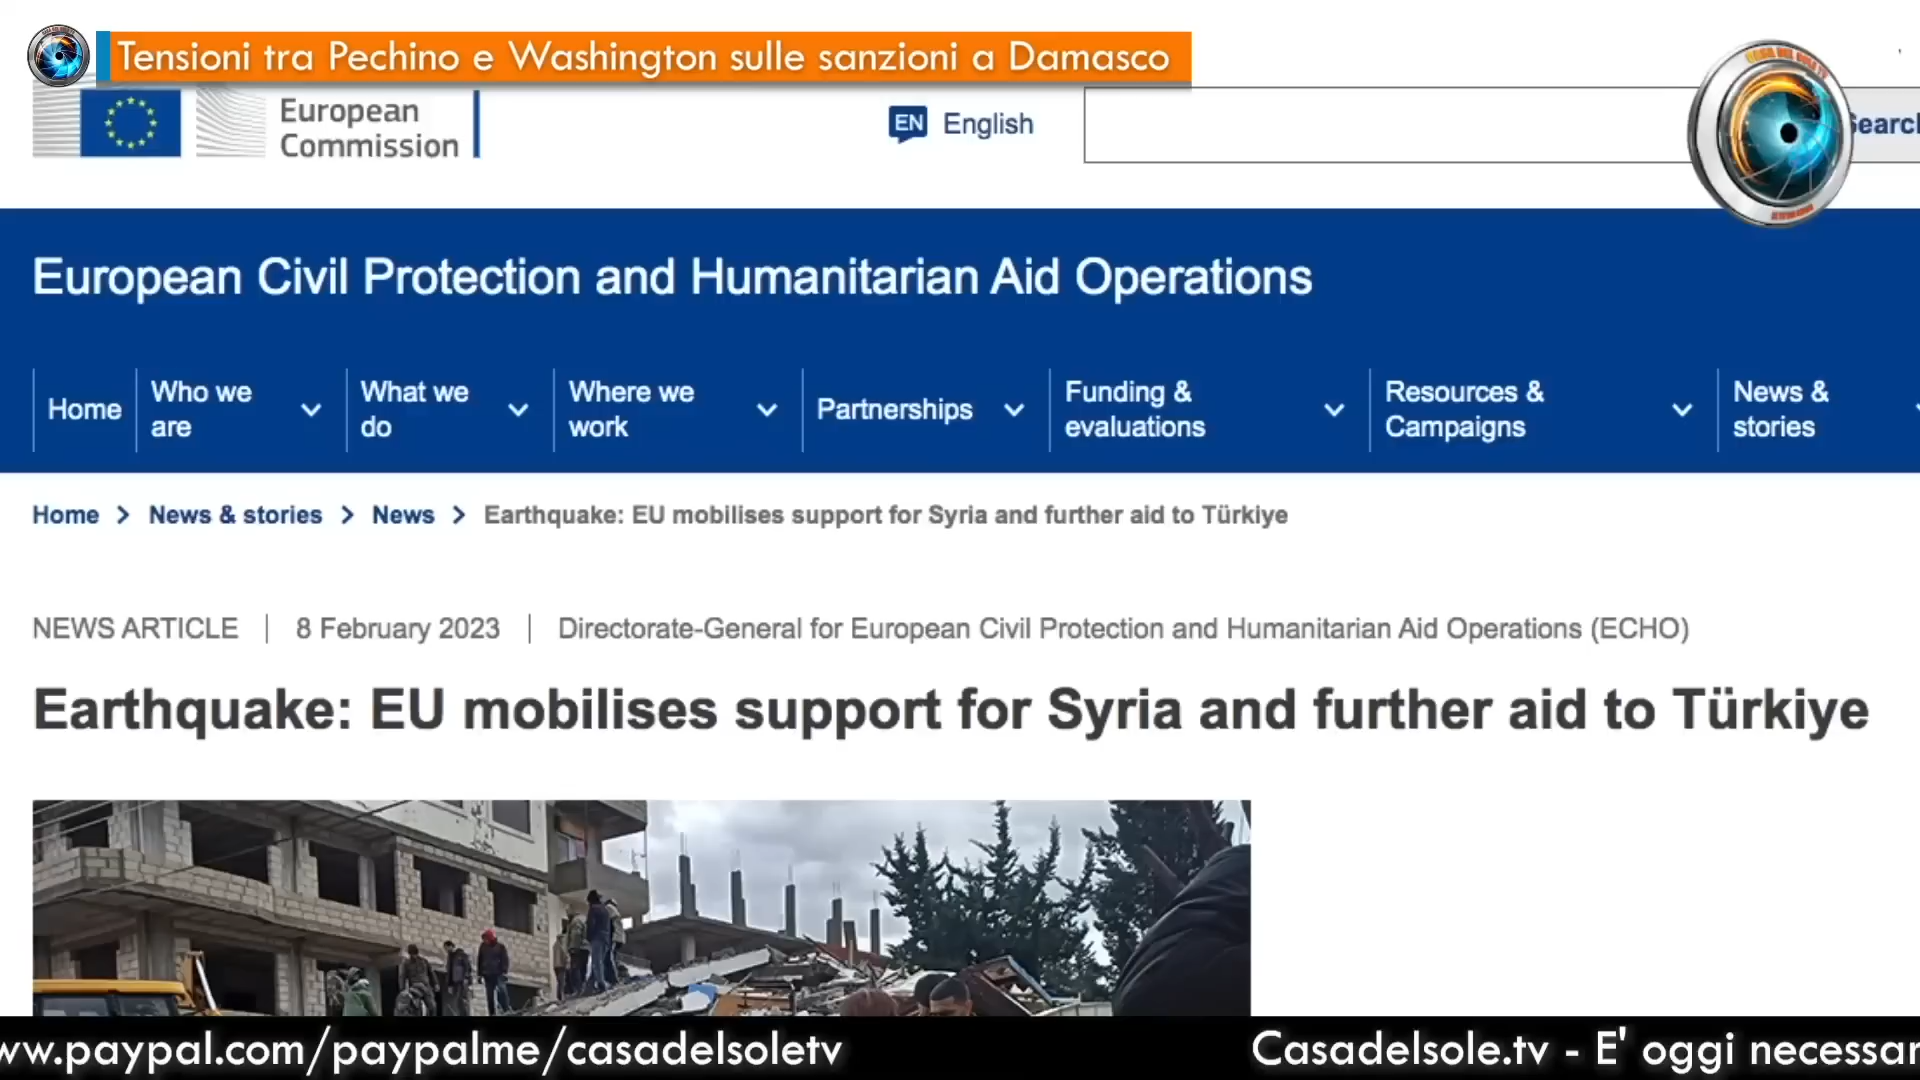 Tensioni tra Pechino e Washington sulle sanzioni a Damasco
European
Commission
EN English
Search
European Civil Protection and Humanitarian Aid Operations
Home
Who we
are
What we
do
Where we
work
Partnerships
Funding &
evaluations
Resources &
Campaigns
News &
stories
Home > News & stories > News > Earthquake: EU mobilises support for Syria and further aid to Türkiye
NEWS ARTICLE | 8 February 2023 | Directorate-General for European Civil Protection and Humanitarian Aid Operations (ECHO)
Earthquake: EU mobilises support for Syria and further aid to Türkiye
www.paypal.com/paypalme/casadelsoletv Casadelsole.tv - E' oggi necessar